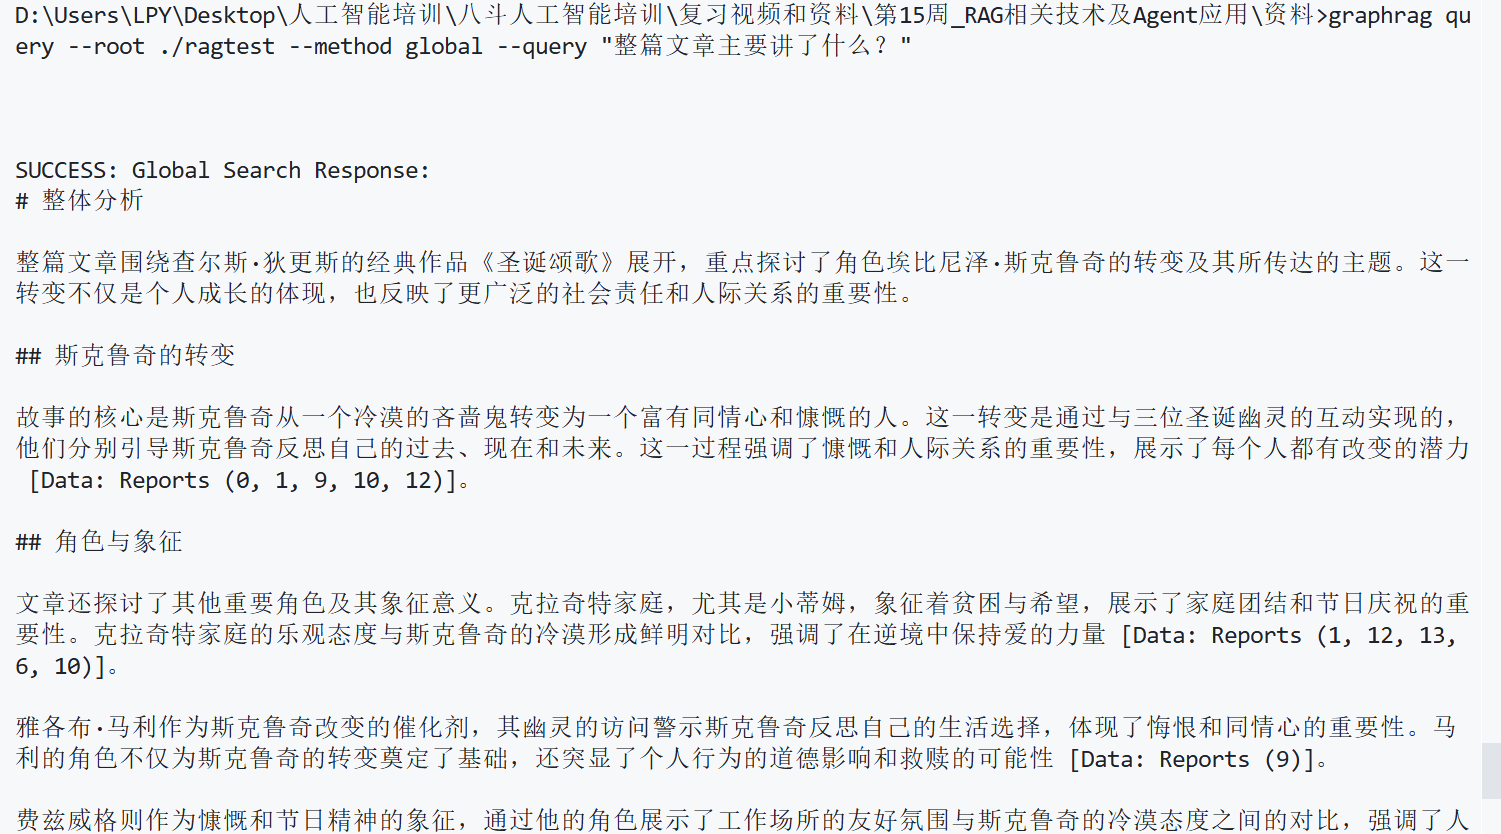 D:\Users\LPY\Desktop\人工智能培训\八斗人工智能培训\复习视频和资料\第15周_RAG相关技术及Agent应用\资料>graphrag qu
ery --root ./ragtest --method global --query "整篇文章主要讲了什么？"
SUCCESS: Global Search Response:
# 整体分析
整篇文章围绕查尔斯·狄更斯的经典作品《圣诞颂歌》展开，重点探讨了角色埃比尼泽·斯克鲁奇的转变及其所传达的主题。这一
转变不仅是个人成长的体现，也反映了更广泛的社会责任和人际关系的重要性。
## 斯克鲁奇的转变
故事的核心是斯克鲁奇从一个冷漠的吝啬鬼转变为一个富有同情心和慷慨的人。这一转变是通过与三位圣诞幽灵的互动实现的，
他们分别引导斯克鲁奇反思自己的过去、现在和未来。这一过程强调了慷慨和人际关系的重要性，展示了每个人都有改变的潜力
[Data: Reports (0, 1, 9, 10, 12)]。
## 角色与象征
文章还探讨了其他重要角色及其象征意义。克拉奇特家庭，尤其是小蒂姆，象征着贫困与希望，展示了家庭团结和节日庆祝的重
要性。克拉奇特家庭的乐观态度与斯克鲁奇的冷漠形成鲜明对比，强调了在逆境中保持爱的力量 [Data: Reports (1, 12, 13,
6, 10)]。
雅各布·马利作为斯克鲁奇改变的催化剂，其幽灵的访问警示斯克鲁奇反思自己的生活选择，体现了悔恨和同情心的重要性。马
利的角色不仅为斯克鲁奇的转变奠定了基础，还突显了个人行为的道德影响和救赎的可能性 [Data: Reports (9)]。
费兹威格则作为慷慨和节日精神的象征，通过他的角色展示了工作场所的友好氛围与斯克鲁奇的冷漠态度之间的对比，强调了人